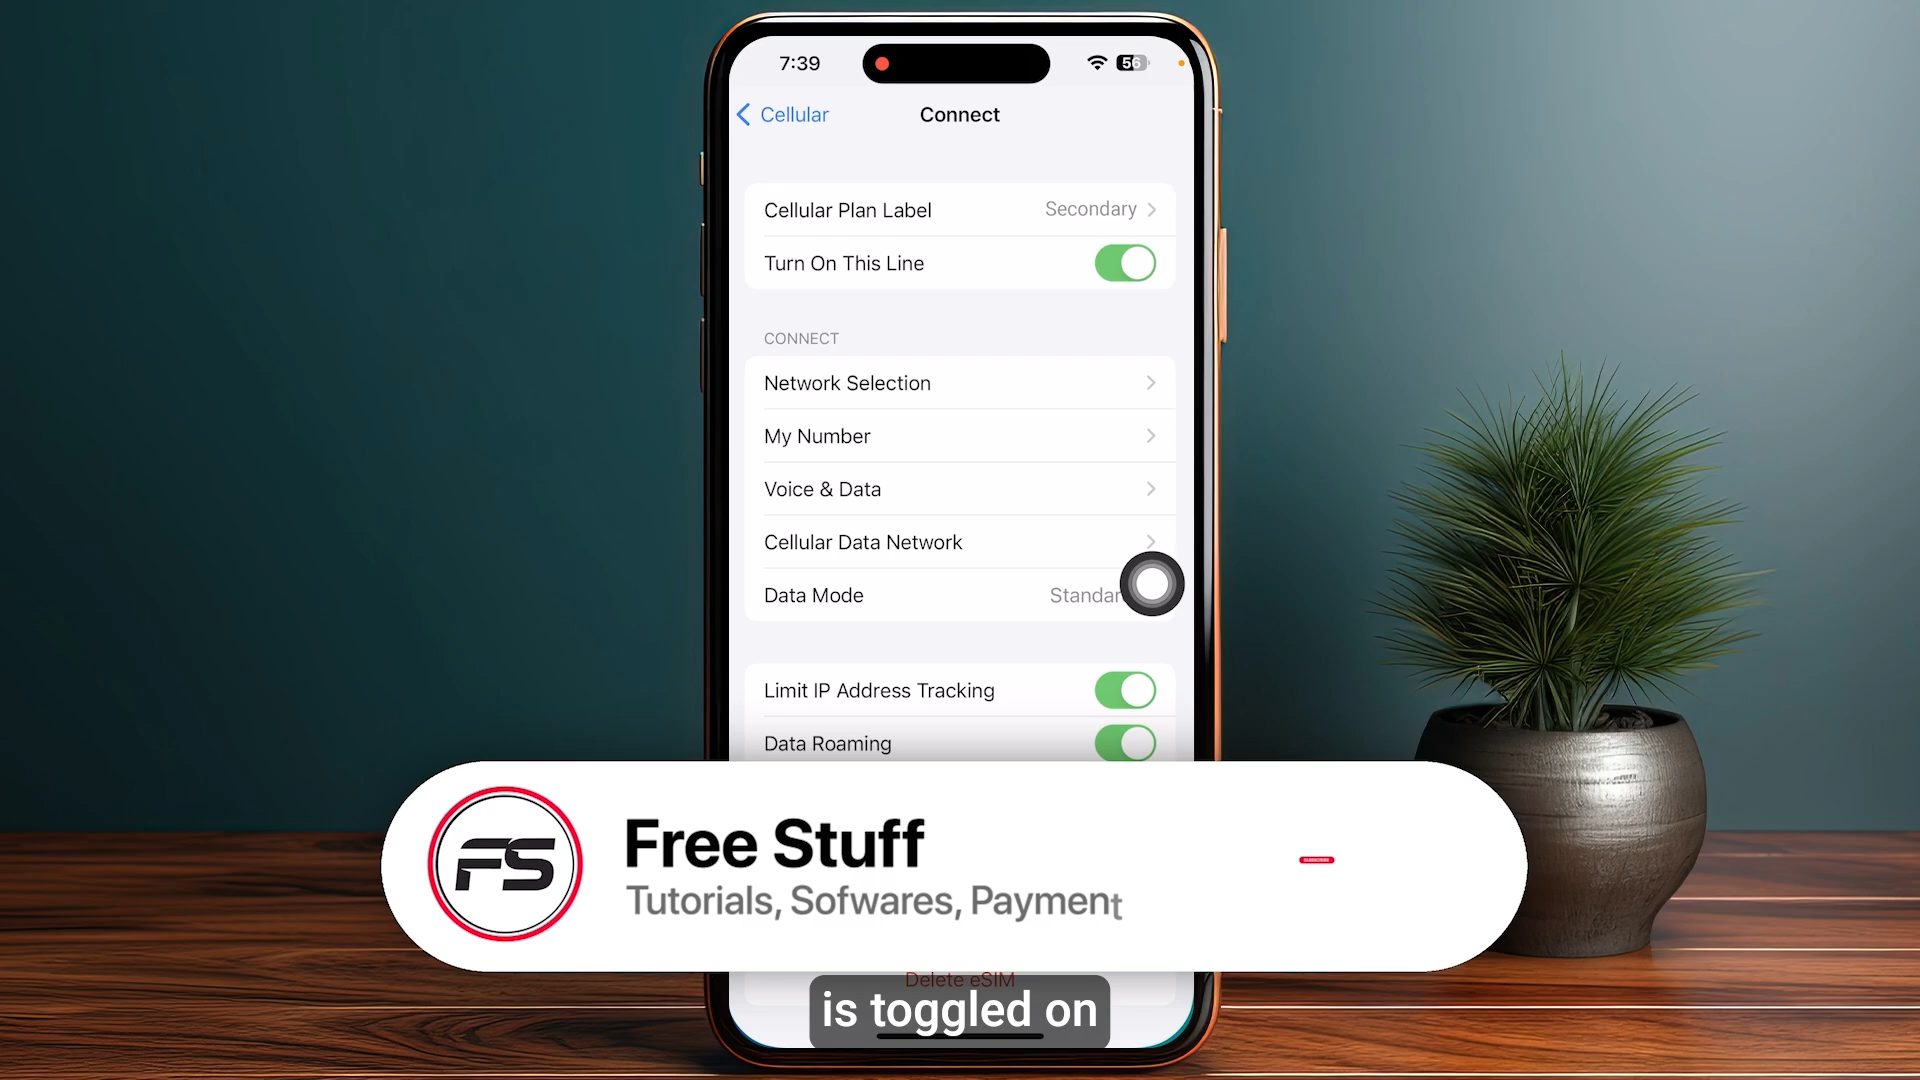 7:39
56
Cellular
Connect
Cellular Plan Label
Secondary
Turn On This Line
CONNECT
Network Selection
My Number
Voice & Data
Cellular Data Network
Data Mode
Standar
Limit IP Address Tracking
Data Roaming
FS
Free Stuff
Tutorials, Sofwares, Payment
SUBSCRIBE
Delete eSIM
is toggled on